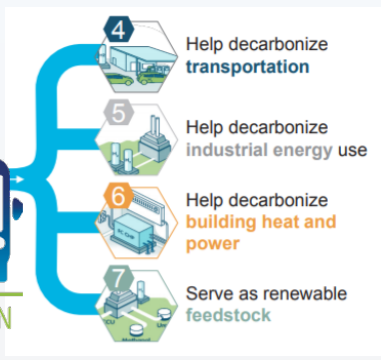 4
Help decarbonize
transportation
5
Help decarbonize
industrial energy use
6
Help decarbonize
building heat and
power
7
Serve as renewable
feedstock
N